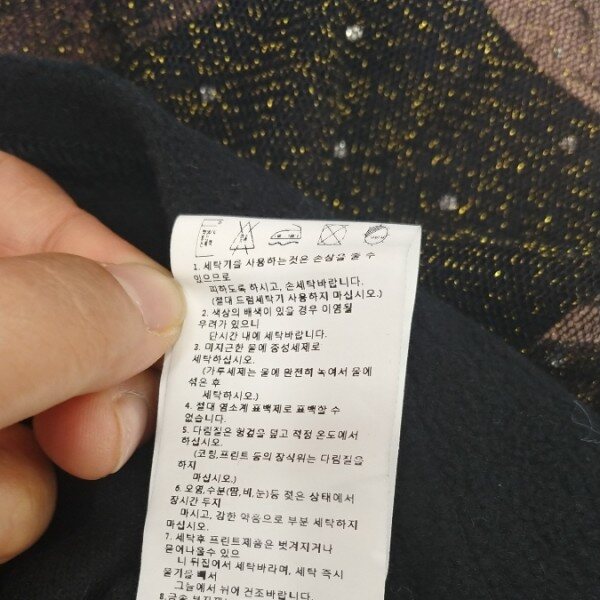 1. 세탁기를 사용하는것은 손상을 줄 수
있으므로
피하도록 하시고, 손세탁바랍니다.
(절대 드럼세탁기 사용하지 마십시오.)
2. 색상의 배색이 있을 경우 이염될
우려가 있으니
단시간 내에 세탁바랍니다.
3. 미지근한 물에 중성세제로
세탁하십시오.
(가루세제는 물에 완전히 녹여서 물에
섞은 후
세탁하시오.)
4. 절대 염소계 표백제로 표백할 수
없습니다.
5. 다림질은 헝겊을 덮고 적정 온도에서
하십시오.
(코팅,프린트 등의 장식위는 다림질을
하지
마십시오.)
6. 오염,수분(땀,비,눈)등 젖은 상태에서
장시간 두지
마시고, 강한 약품으로 부분 세탁하지
마십시오.
7. 세탁후 프린트제품은 벗겨지거나
묻어나올수 있으
니 뒤집어서 세탁바라며, 세탁 즉시
물기를 빼서
그늘에서 뉘어 건조바랍니다.